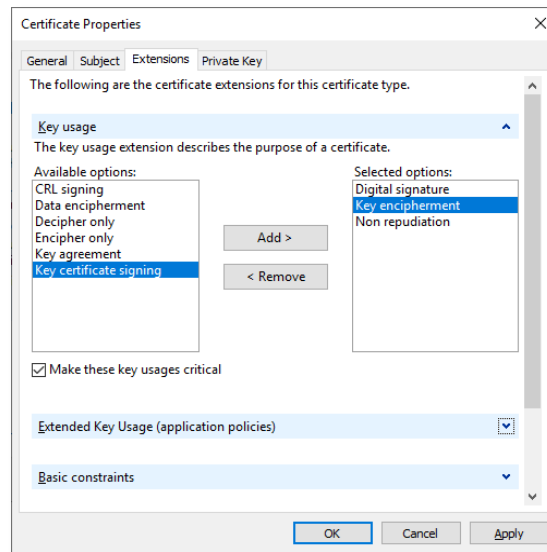 Certificate Properties
General Subject Extensions Private Key
The following are the certificate extensions for this certificate type.
Key usage
The key usage extension describes the purpose of a certificate.
Available options:
CRL signing
Data encipherment
Decipher only
Encipher only
Key agreement
Key certificate signing
Add >
< Remove
Selected options:
Digital signature
Key encipherment
Non repudiation
Make these key usages critical
Extended Key Usage (application policies)
Basic constraints
OK Cancel Apply